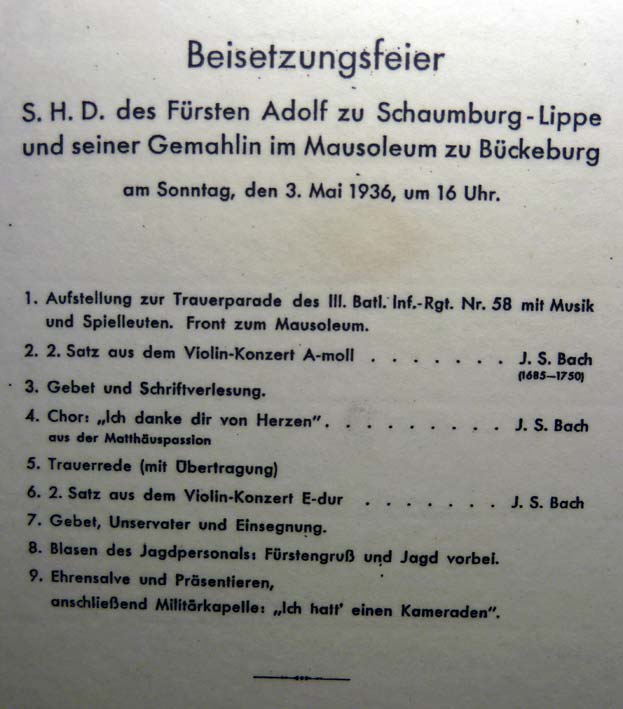 Beisetzungsfeier
S. H. D. des Fürsten Adolf zu Schaumburg-Lippe
und seiner Gemahlin im Mausoleum zu Bückeburg
am Sonntag, den 3. Mai 1936, um 16 Uhr.
1. Aufstellung zur Trauerparade des III. Batl. Inf.-Rgt. Nr. 58 mit Musik
und Spielleuten. Front zum Mausoleum.
2. 2. Satz aus dem Violin-Konzert A-moll . . . . . . . J. S. Bach
(1685—1750)
3. Gebet und Schriftverlesung.
4. Chor: „Ich danke dir von Herzen". . . . . . . . . . J. S. Bach
aus der Matthäuspassion
5. Trauerrede (mit Übertragung)
6. 2. Satz aus dem Violin-Konzert E-dur . . . . . . . J. S. Bach
7. Gebet, Unservater und Einsegnung.
8. Blasen des Jagdpersonals: Fürstengruß und Jagd vorbei.
9. Ehrensalve und Präsentieren,
anschließend Militärkapelle: „Ich hatt' einen Kameraden".